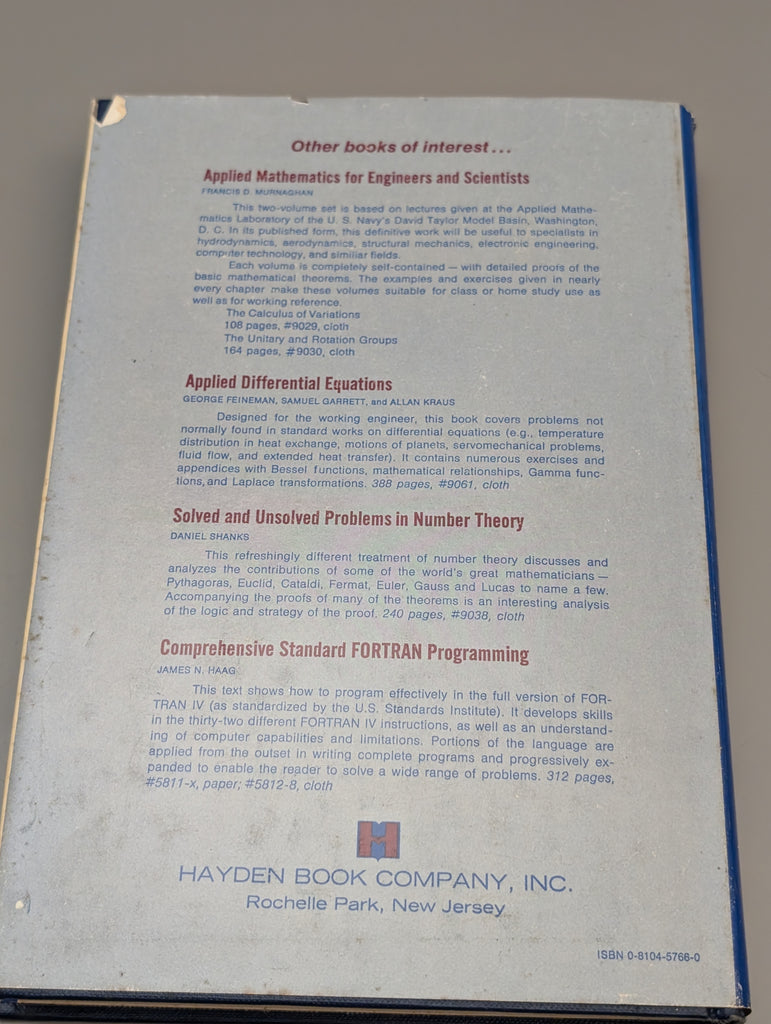 Other books of interest...
Applied Mathematics for Engineers and Scientists
FRANCIS D. MURNAGHAN
This two-volume set is based on lectures given at the Applied Mathe-
matics Laboratory of the U. S. Navy's David Taylor Model Basin, Washington,
D. C. In its published form, this definitive work will be useful to specialists in
hydrodynamics, aerodynamics, structural mechanics, electronic engineering,
computer technology, and similiar fields.
Each volume is completely self-contained — with detailed proofs of the
basic mathematical theorems. The examples and exercises given in nearly
every chapter make these volumes suitable for class or home study use as
well as for working reference.
The Calculus of Variations
108 pages, #9029, cloth
The Unitary and Rotation Groups
164 pages, #9030, cloth
Applied Differential Equations
GEORGE FEINEMAN, SAMUEL GARRETT, and ALLAN KRAUS
Designed for the working engineer, this book covers problems not
normally found in standard works on differential equations (e.g., temperature
distribution in heat exchange, motions of planets, servomechanical problems,
fluid flow, and extended heat transfer). It contains numerous exercises and
appendices with Bessel functions, mathematical relationships, Gamma func-
tions, and Laplace transformations. 388 pages, #9061, cloth
Solved and Unsolved Problems in Number Theory
DANIEL SHANKS
This refreshingly different treatment of number theory discusses and
analyzes the contributions of some of the world's great mathematicians —
Pythagoras, Euclid, Cataldi, Fermat, Euler, Gauss and Lucas to name a few.
Accompanying the proofs of many of the theorems is an interesting analysis
of the logic and strategy of the proof. 240 pages, #9038, cloth
Comprehensive Standard FORTRAN Programming
JAMES N. HAAG
This text shows how to program effectively in the full version of FOR-
TRAN IV (as standardized by the U.S. Standards Institute). It develops skills
in the thirty-two different FORTRAN IV instructions, as well as an understand-
ing of computer capabilities and limitations. Portions of the language are
applied from the outset in writing complete programs and progressively ex-
panded to enable the reader to solve a wide range of problems. 312 pages,
#5811-x, paper; #5812-8, cloth
H
HAYDEN BOOK COMPANY, INC.
Rochelle Park, New Jersey
ISBN 0-8104-5766-0